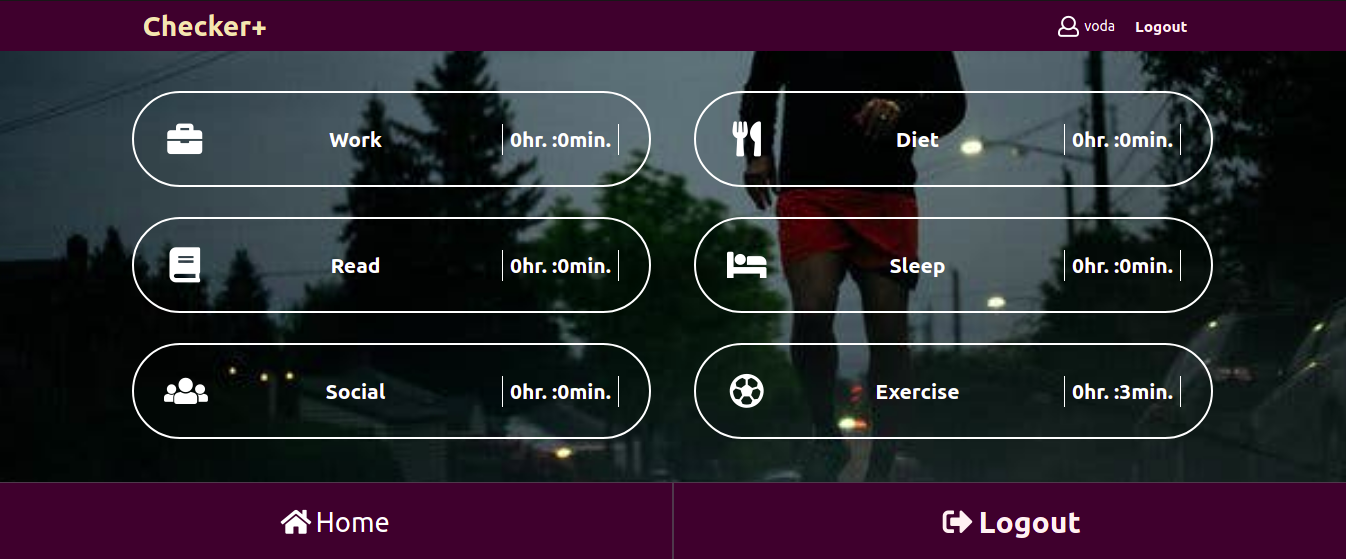 Checker+
voda Logout
Work 0hr. :0min.
Diet 0hr. :0min.
Read 0hr. :0min.
Sleep 0hr. :0min.
Social 0hr. :0min.
Exercise 0hr. :3min.
Home
Logout